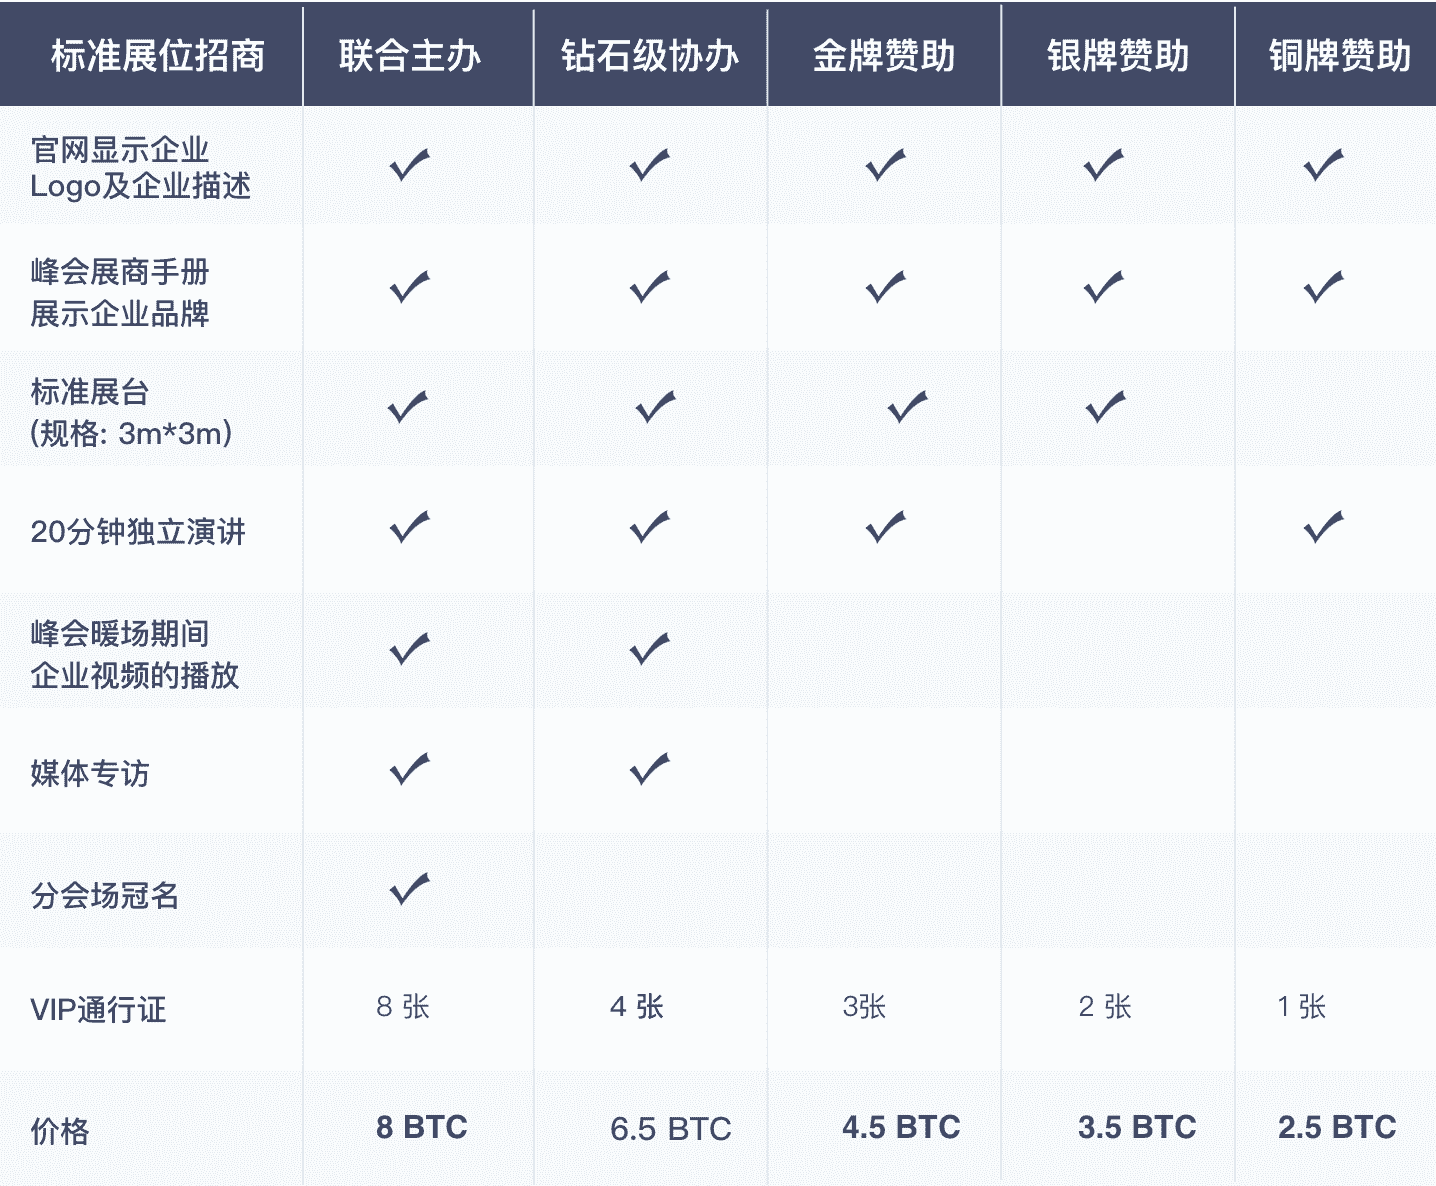 标准展位招商 联合主办 钻石级协办 金牌赞助 银牌赞助 铜牌赞助
官网显示企业
Logo及企业描述 ✓ ✓ ✓ ✓ ✓
峰会展商手册
展示企业品牌 ✓ ✓ ✓ ✓ ✓
标准展台
(规格: 3m*3m) ✓ ✓ ✓ ✓
20分钟独立演讲 ✓ ✓ ✓ ✓
峰会暖场期间
企业视频的播放 ✓ ✓
媒体专访 ✓ ✓
分会场冠名 ✓
VIP通行证 8 张 4 张 3张 2 张 1 张
价格 8 BTC 6.5 BTC 4.5 BTC 3.5 BTC 2.5 BTC